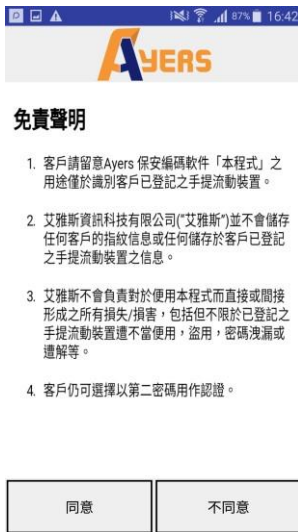 87% 16:42
AYERS
免責聲明
1. 客戶請留意Ayers 保安編碼軟件「本程式」之
用途僅於識別客戶已登記之手提流動裝置。
2. 艾雅斯資訊科技有限公司("艾雅斯")並不會儲存
任何客戶的指紋信息或任何儲存於客戶已登記
之手提流動裝置之信息。
3. 艾雅斯不會負責對於使用本程式而直接或間接
形成之所有損失/損害，包括但不限於已登記之
手提流動裝置遭不當使用，盜用，密碼洩漏或
遭解等。
4. 客戶仍可選擇以第二密碼用作認證。
同意
不同意